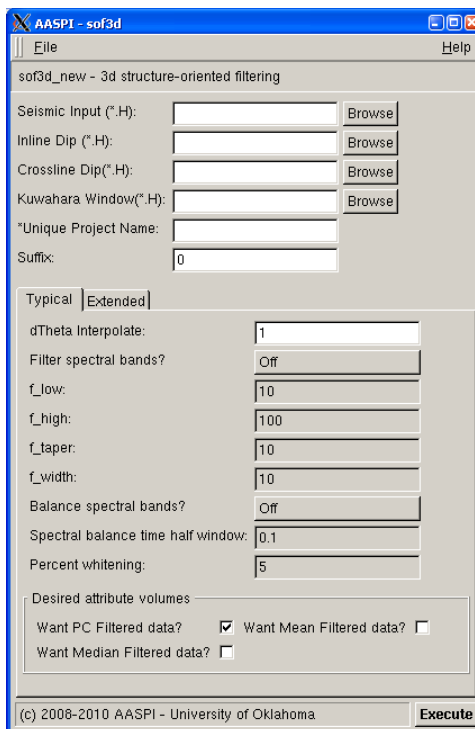 AASPI - sof3d
File Help
sof3d_new - 3d structure-oriented filtering
Seismic Input (*.H): Browse
Inline Dip (*.H): Browse
Crossline Dip(*.H): Browse
Kuwahara Window(*.H): Browse
*Unique Project Name:
Suffix: 0
Typical Extended
dTheta Interpolate: 1
Filter spectral bands? Off
f_low: 10
f_high: 100
f_taper: 10
f_width: 10
Balance spectral bands? Off
Spectral balance time half window: 0.1
Percent whitening: 5
Desired attribute volumes
Want PC Filtered data? Want Mean Filtered data?
Want Median Filtered data?
(c) 2008-2010 AASPI - University of Oklahoma Execute